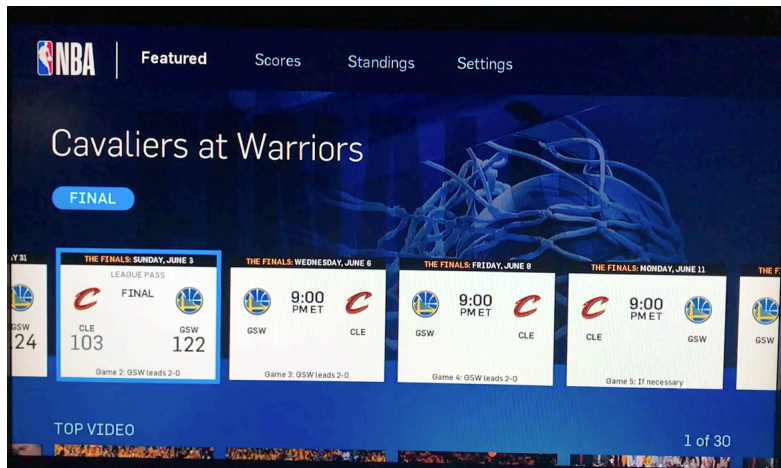 NBA
Featured
Scores
Standings
Settings
Cavaliers at Warriors
FINAL
Y 31
GSW
24
THE FINALS: SUNDAY, JUNE 3
LEAGUE PASS
FINAL
CLE
GSW
103
122
Game 2: GSW leads 2-0
THE FINALS: WEDNESDAY, JUNE 6
9:00
PM ET
GSW
CLE
Game 3: GSW leads 2-0
THE FINALS: FRIDAY, JUNE 8
9:00
PM ET
GSW
CLE
Game 4: GSW leads 2-0
THE FINALS: MONDAY, JUNE 11
9:00
PM ET
CLE
GSW
Game 5: If necessary
THE F
GSW
TOP VIDEO
1 of 30